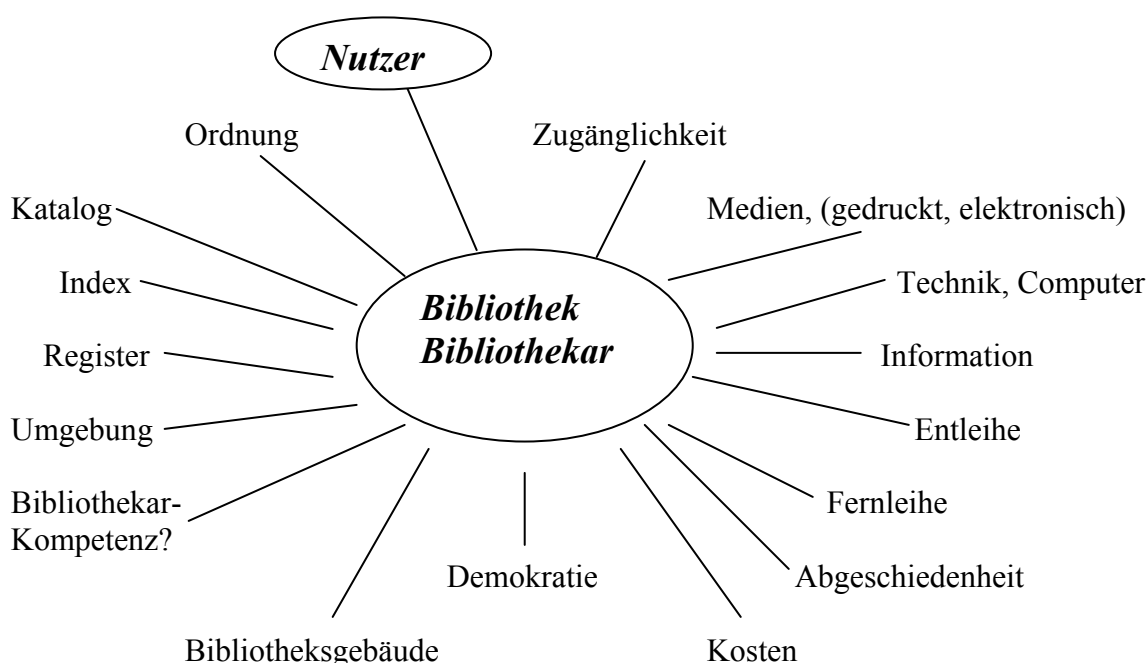 Nutzer
Ordnung
Zugänglichkeit
Katalog
Medien, (gedruckt, elektronisch)
Index
Technik, Computer
Bibliothek
Bibliothekar
Register
Information
Umgebung
Entleihe
Bibliothekar-
Kompetenz?
Fernleihe
Demokratie
Abgeschiedenheit
Bibliotheksgebäude
Kosten